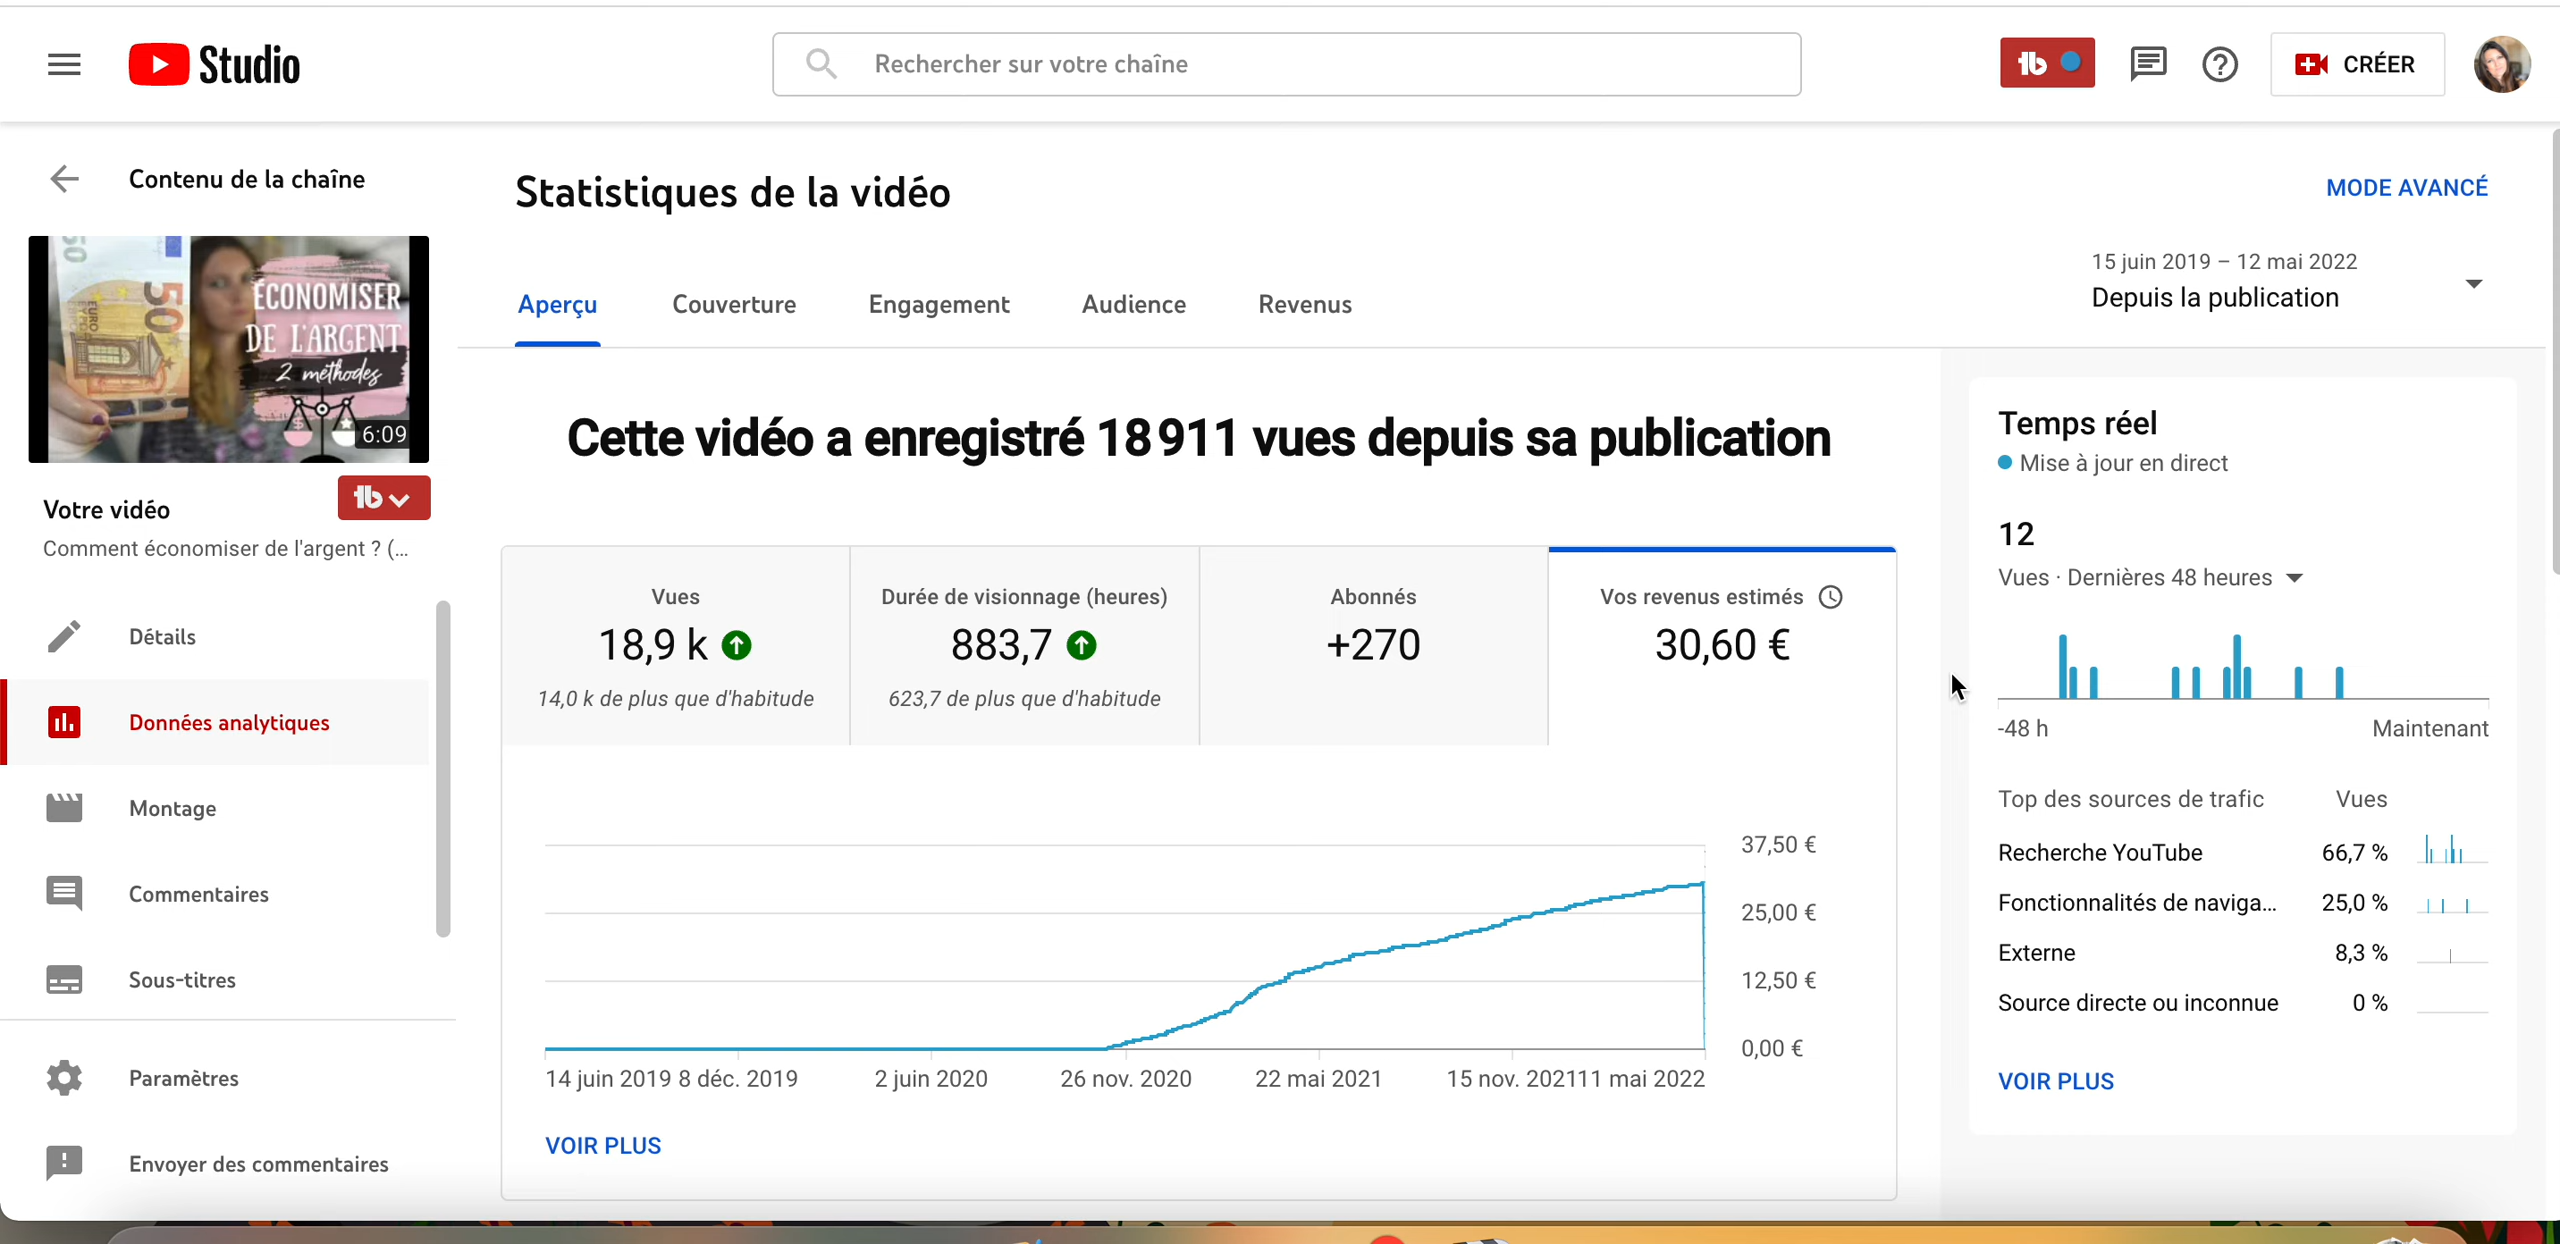 Studio
Rechercher sur votre chaîne
CRÉER
Contenu de la chaîne
50
50
EURO
ÉCONOMISER
DE L'ARGENT
2 méthodes
6:09
Votre vidéo
Comment économiser de l'argent ? (...
Détails
Données analytiques
Montage
Commentaires
Sous-titres
Paramètres
Envoyer des commentaires
Statistiques de la vidéo
MODE AVANCÉ
15 juin 2019 – 12 mai 2022
Depuis la publication
Aperçu
Couverture
Engagement
Audience
Revenus
Cette vidéo a enregistré 18 911 vues depuis sa publication
Vues
18,9 k
14,0 k de plus que d'habitude
Durée de visionnage (heures)
883,7
623,7 de plus que d'habitude
Abonnés
+270
Vos revenus estimés
30,60 €
37,50 €
25,00 €
12,50 €
0,00 €
14 juin 2019 8 déc. 2019 2 juin 2020 26 nov. 2020 22 mai 2021 15 nov. 2021 11 mai 2022
VOIR PLUS
Temps réel
Mise à jour en direct
12
Vues · Dernières 48 heures
-48 h Maintenant
Top des sources de trafic Vues
Recherche YouTube 66,7 %
Fonctionnalités de naviga... 25,0 %
Externe 8,3 %
Source directe ou inconnue 0 %
VOIR PLUS